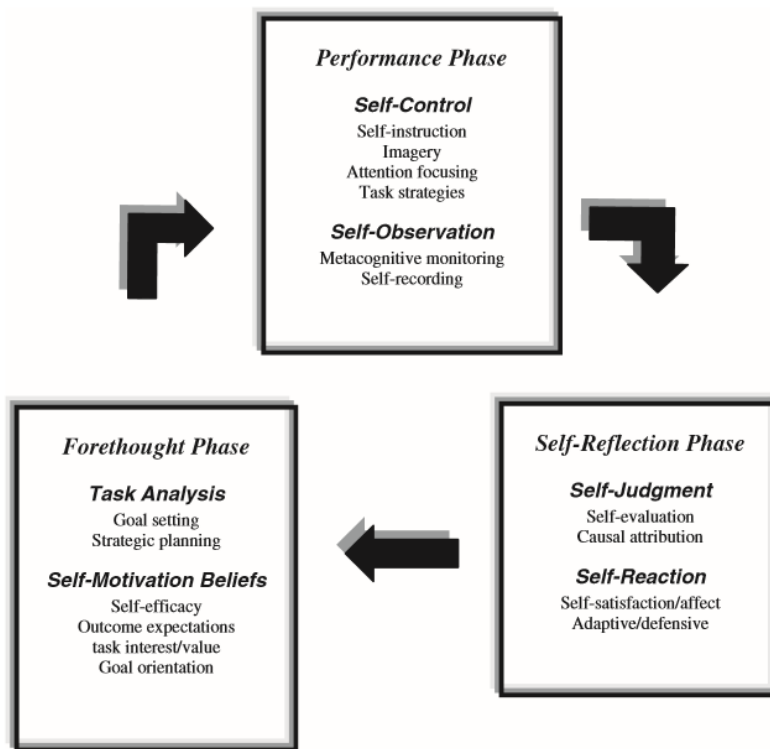 Performance Phase
Self-Control
Self-instruction
Imagery
Attention focusing
Task strategies
Self-Observation
Metacognitive monitoring
Self-recording
Forethought Phase
Task Analysis
Goal setting
Strategic planning
Self-Motivation Beliefs
Self-efficacy
Outcome expectations
task interest/value
Goal orientation
Self-Reflection Phase
Self-Judgment
Self-evaluation
Causal attribution
Self-Reaction
Self-satisfaction/affect
Adaptive/defensive